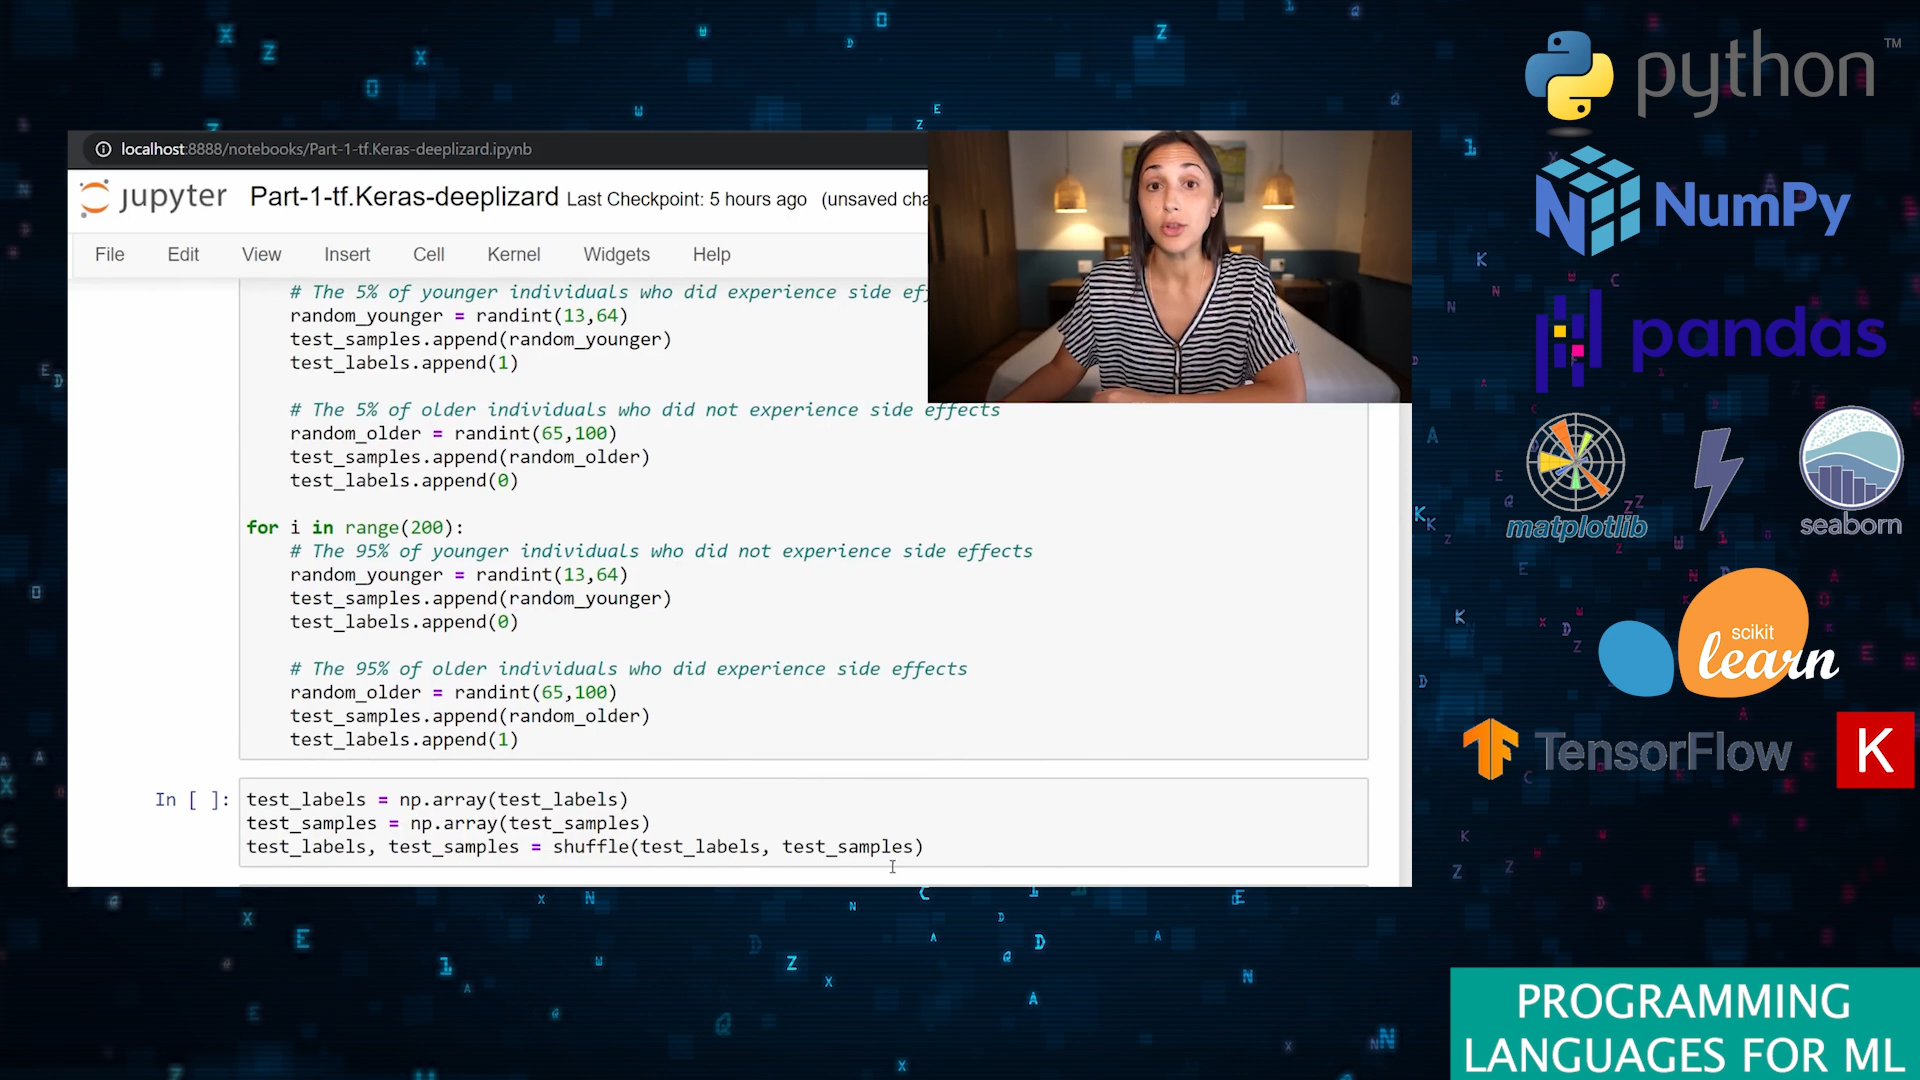 localhost:8888/notebooks/Part-1-tf.Keras-deeplizard.ipynb
jupyter Part-1-tf.Keras-deeplizard Last Checkpoint: 5 hours ago (unsaved cha
File Edit View Insert Cell Kernel Widgets Help
# The 5% of younger individuals who did experience side ef
random_younger = randint(13,64)
test_samples.append(random_younger)
test_labels.append(1)
# The 5% of older individuals who did not experience side effects
random_older = randint(65,100)
test_samples.append(random_older)
test_labels.append(0)
for i in range(200):
# The 95% of younger individuals who did not experience side effects
random_younger = randint(13,64)
test_samples.append(random_younger)
test_labels.append(0)
# The 95% of older individuals who did experience side effects
random_older = randint(65,100)
test_samples.append(random_older)
test_labels.append(1)
In [ ]:
test_labels = np.array(test_labels)
test_samples = np.array(test_samples)
test_labels, test_samples = shuffle(test_labels, test_samples)
python™
NumPy
pandas
matplotlib
seaborn
scikit
learn
TensorFlow
K
PROGRAMMING
LANGUAGES FOR ML